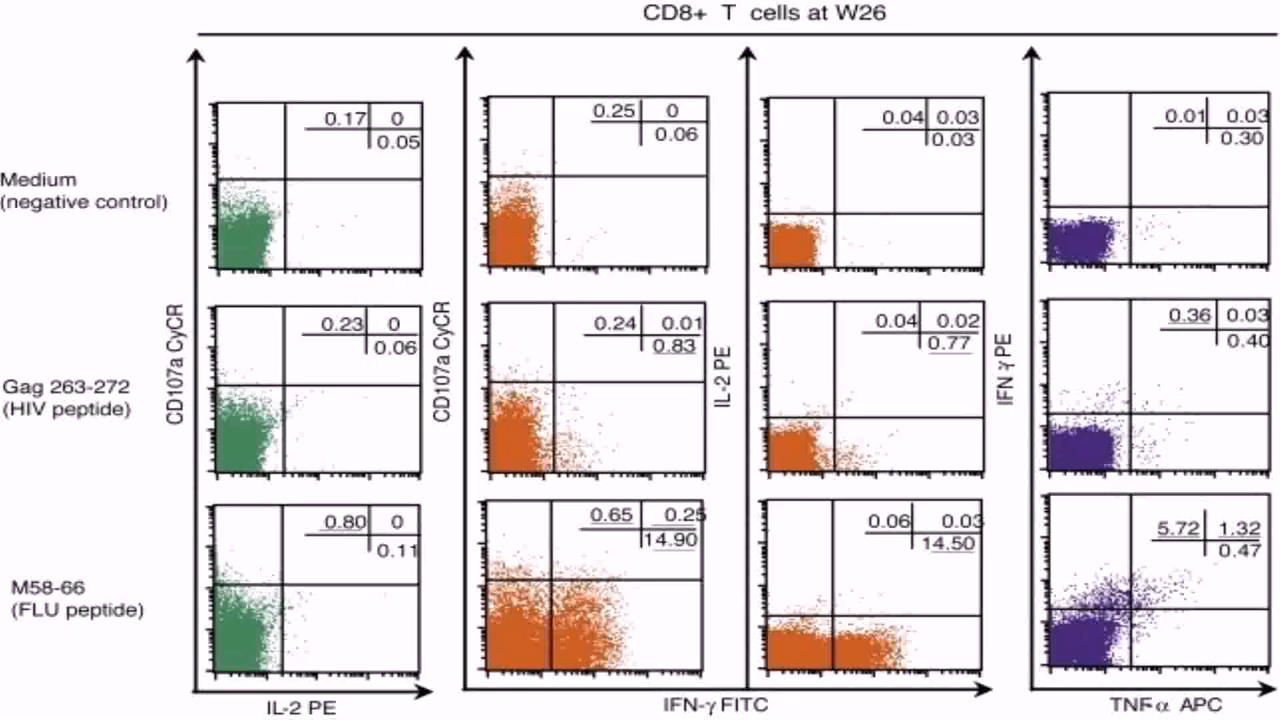 CD8+ T cells at W26
Medium
(negative control)
0.17 0
0.05
0.25 0
0.06
0.04 0.03
0.03
0.01 0.03
0.30
Gag 263-272
(HIV peptide)
CD107a CyCR
0.23 0
0.06
CD107a CyCR
0.24 0.01
0.83
IL-2 PE
0.04 0.02
0.77
IFN γ PE
0.36 0.03
0.40
M58-66
(FLU peptide)
0.80 0
0.11
0.65 0.25
14.90
0.06 0.03
14.50
5.72 1.32
0.47
IL-2 PE
IFN-γ FITC
TNF α APC